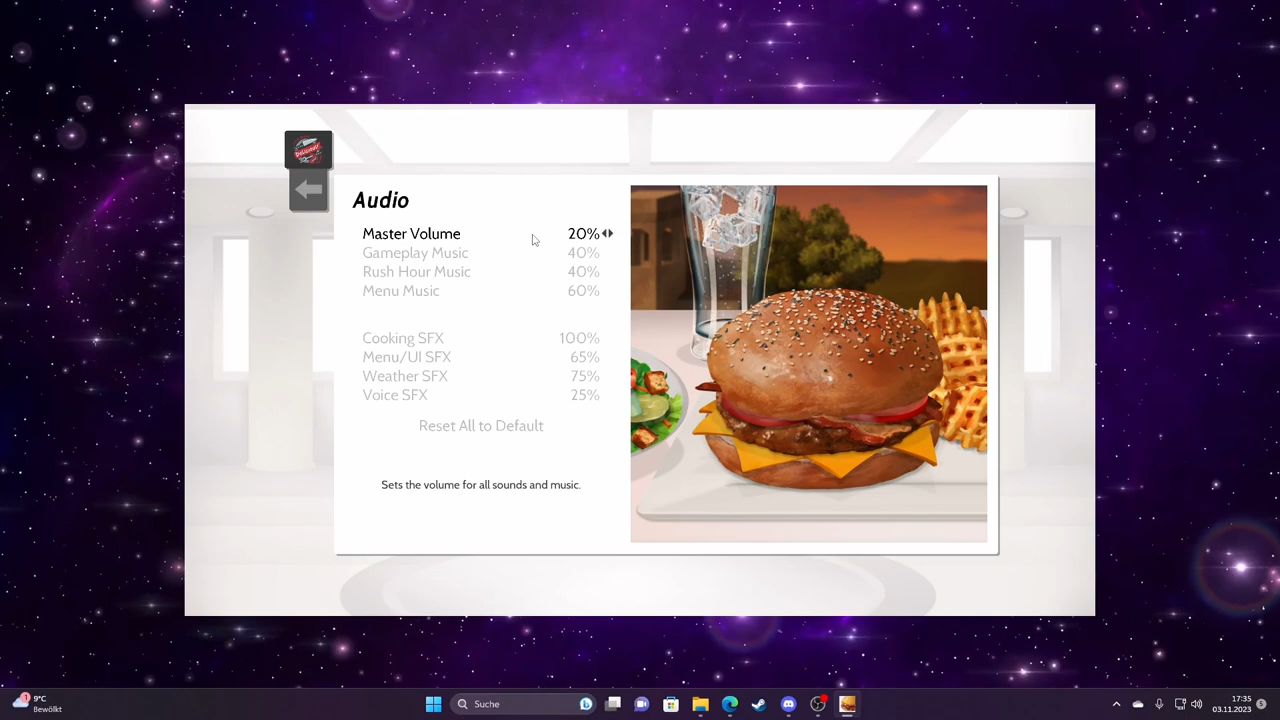 Audio
Master Volume 20%
Gameplay Music 40%
Rush Hour Music 40%
Menu Music 60%
Cooking SFX 100%
Menu/UI SFX 65%
Weather SFX 75%
Voice SFX 25%
Reset All to Default
Sets the volume for all sounds and music.
1
9°C
Bewölkt
Suche
17:35
03.11.2023